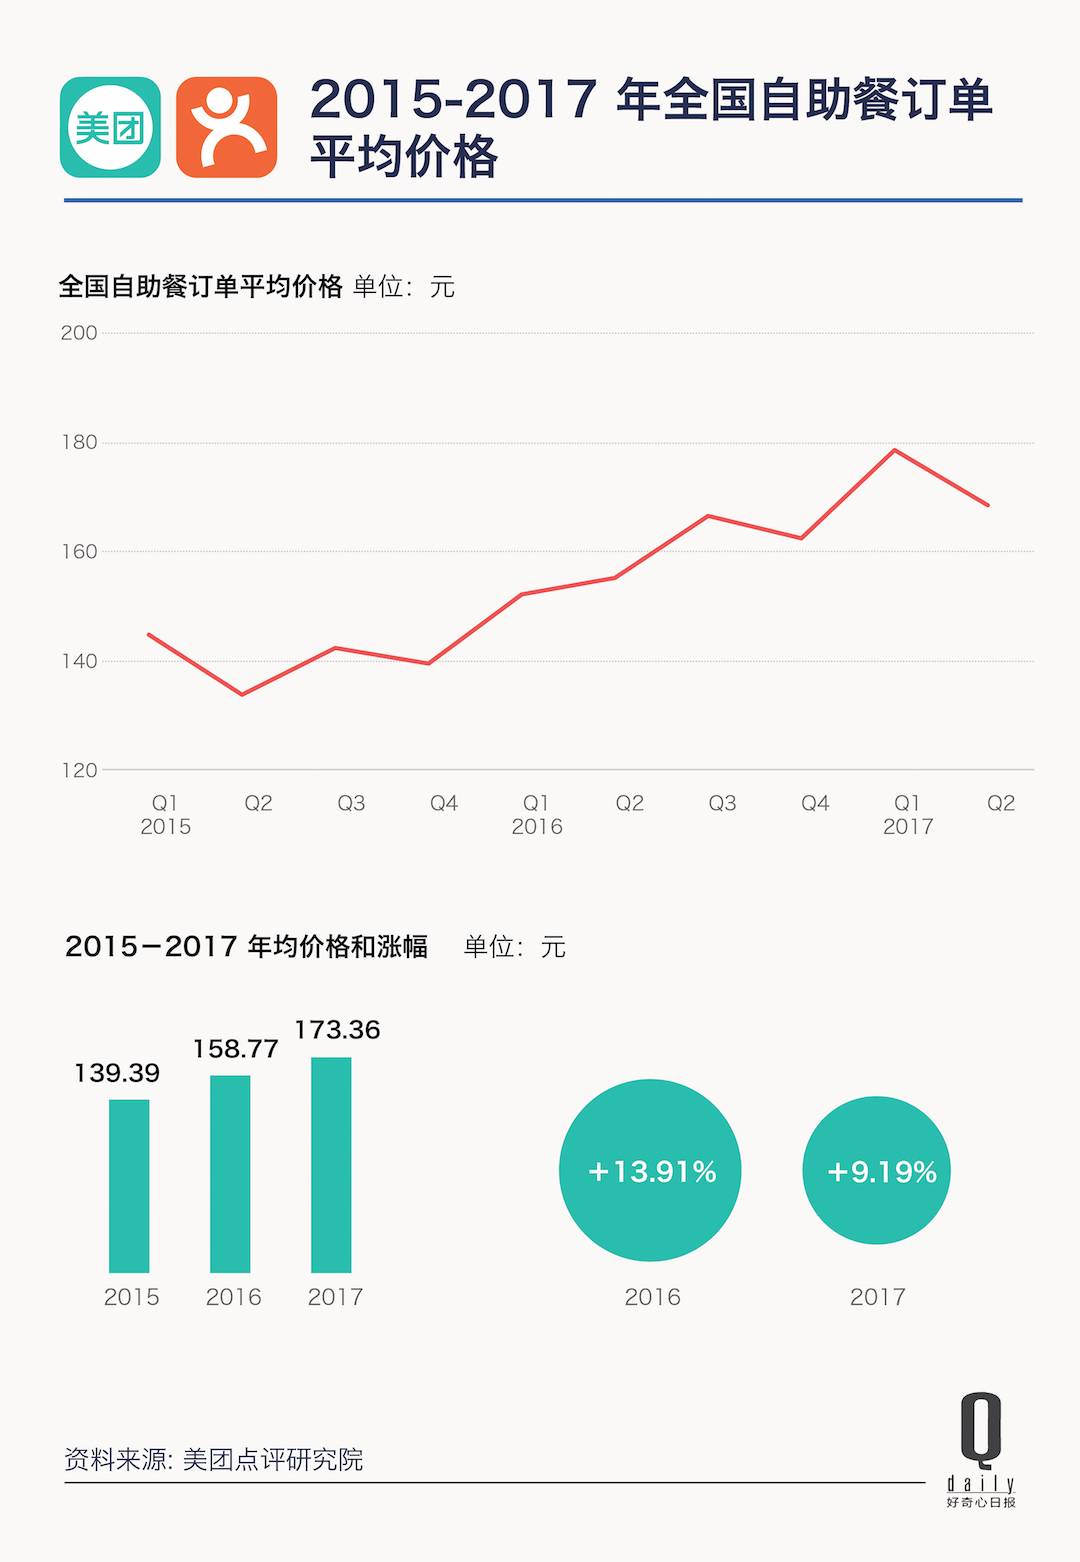 美团
2015-2017 年全国自助餐订单
平均价格
全国自助餐订单平均价格 单位：元
200
180
160
140
120
Q1 Q2 Q3 Q4 Q1 Q2 Q3 Q4 Q1 Q2
2015 2016 2017
2015－2017 年均价格和涨幅 单位：元
139.39 158.77 173.36
+13.91% +9.19%
2015 2016 2017 2016 2017
资料来源: 美团点评研究院
Q
daily
好奇心日报